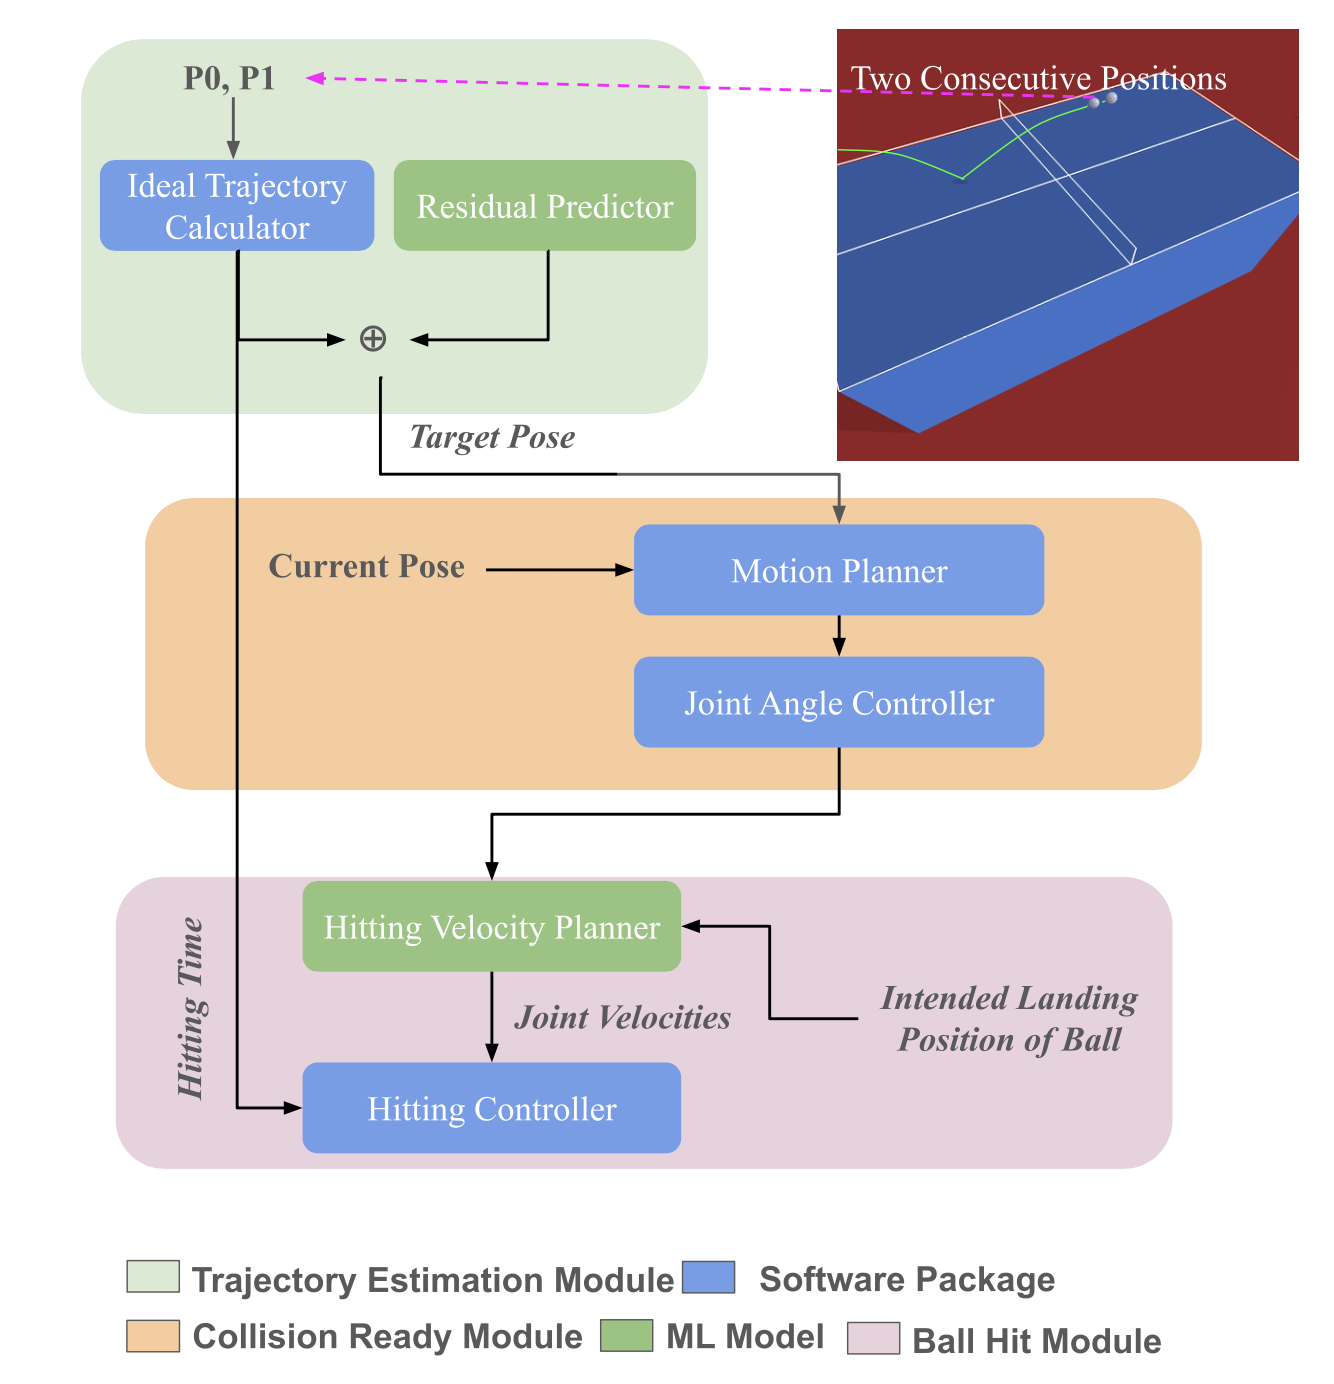 P0, P1
Two Consecutive Positions
Ideal Trajectory
Calculator
Residual Predictor
⊕
Target Pose
Current Pose
Motion Planner
Joint Angle Controller
Hitting Time
Hitting Velocity Planner
Joint Velocities
Intended Landing
Position of Ball
Hitting Controller
Trajectory Estimation Module
Software Package
Collision Ready Module
ML Model
Ball Hit Module